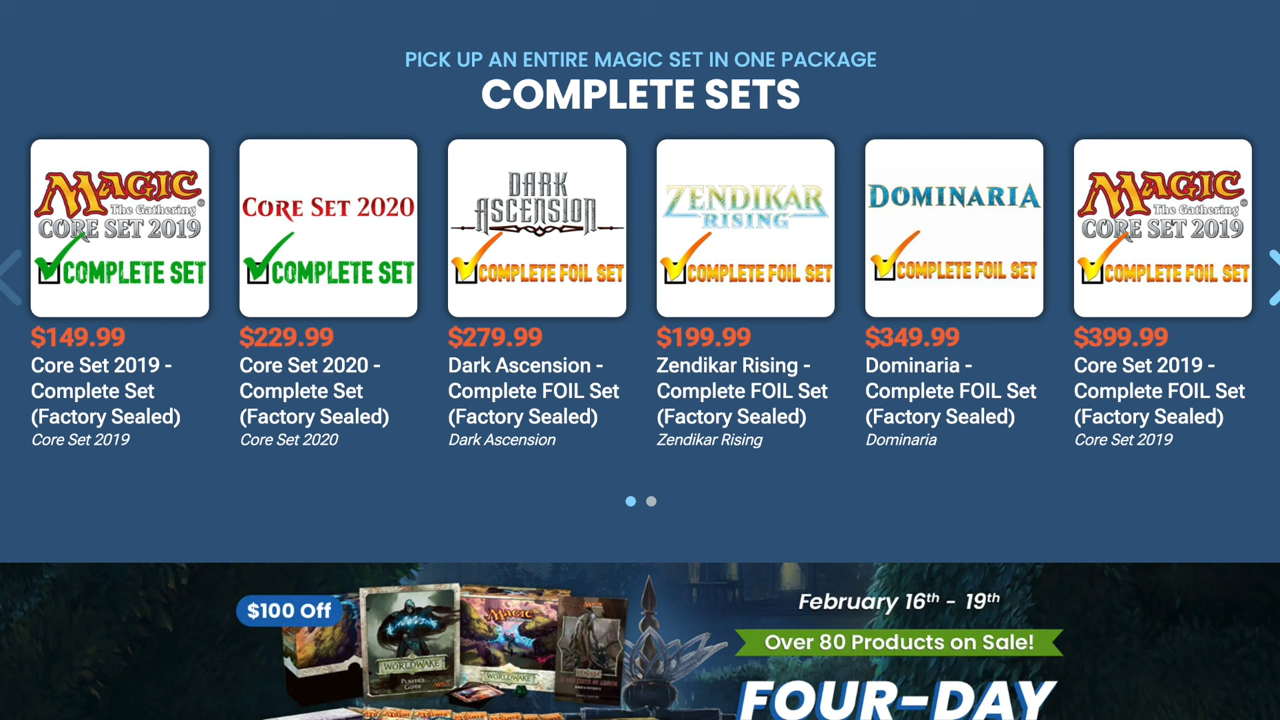 PICK UP AN ENTIRE MAGIC SET IN ONE PACKAGE
COMPLETE SETS
MAGIC
The Gathering®
CORE SET 2019
COMPLETE SET
$149.99
Core Set 2019 -
Complete Set
(Factory Sealed)
Core Set 2019
CORE SET 2020
COMPLETE SET
$229.99
Core Set 2020 -
Complete Set
(Factory Sealed)
Core Set 2020
DARK
ASCENSION
COMPLETE FOIL SET
$279.99
Dark Ascension -
Complete FOIL Set
(Factory Sealed)
Dark Ascension
ZENDIKAR
RISING
COMPLETE FOIL SET
$199.99
Zendikar Rising -
Complete FOIL Set
(Factory Sealed)
Zendikar Rising
DOMINARIA
COMPLETE FOIL SET
$349.99
Dominaria -
Complete FOIL Set
(Factory Sealed)
Dominaria
MAGIC
The Gathering®
CORE SET 2019
COMPLETE FOIL SET
$399.99
Core Set 2019 -
Complete FOIL Set
(Factory Sealed)
Core Set 2019
$100 Off
WORLDWAKE
PLAYER'S
GUIDE
MAGIC
WORLDWAKE
February 16th - 19th
Over 80 Products on Sale!
FOUR-DAY